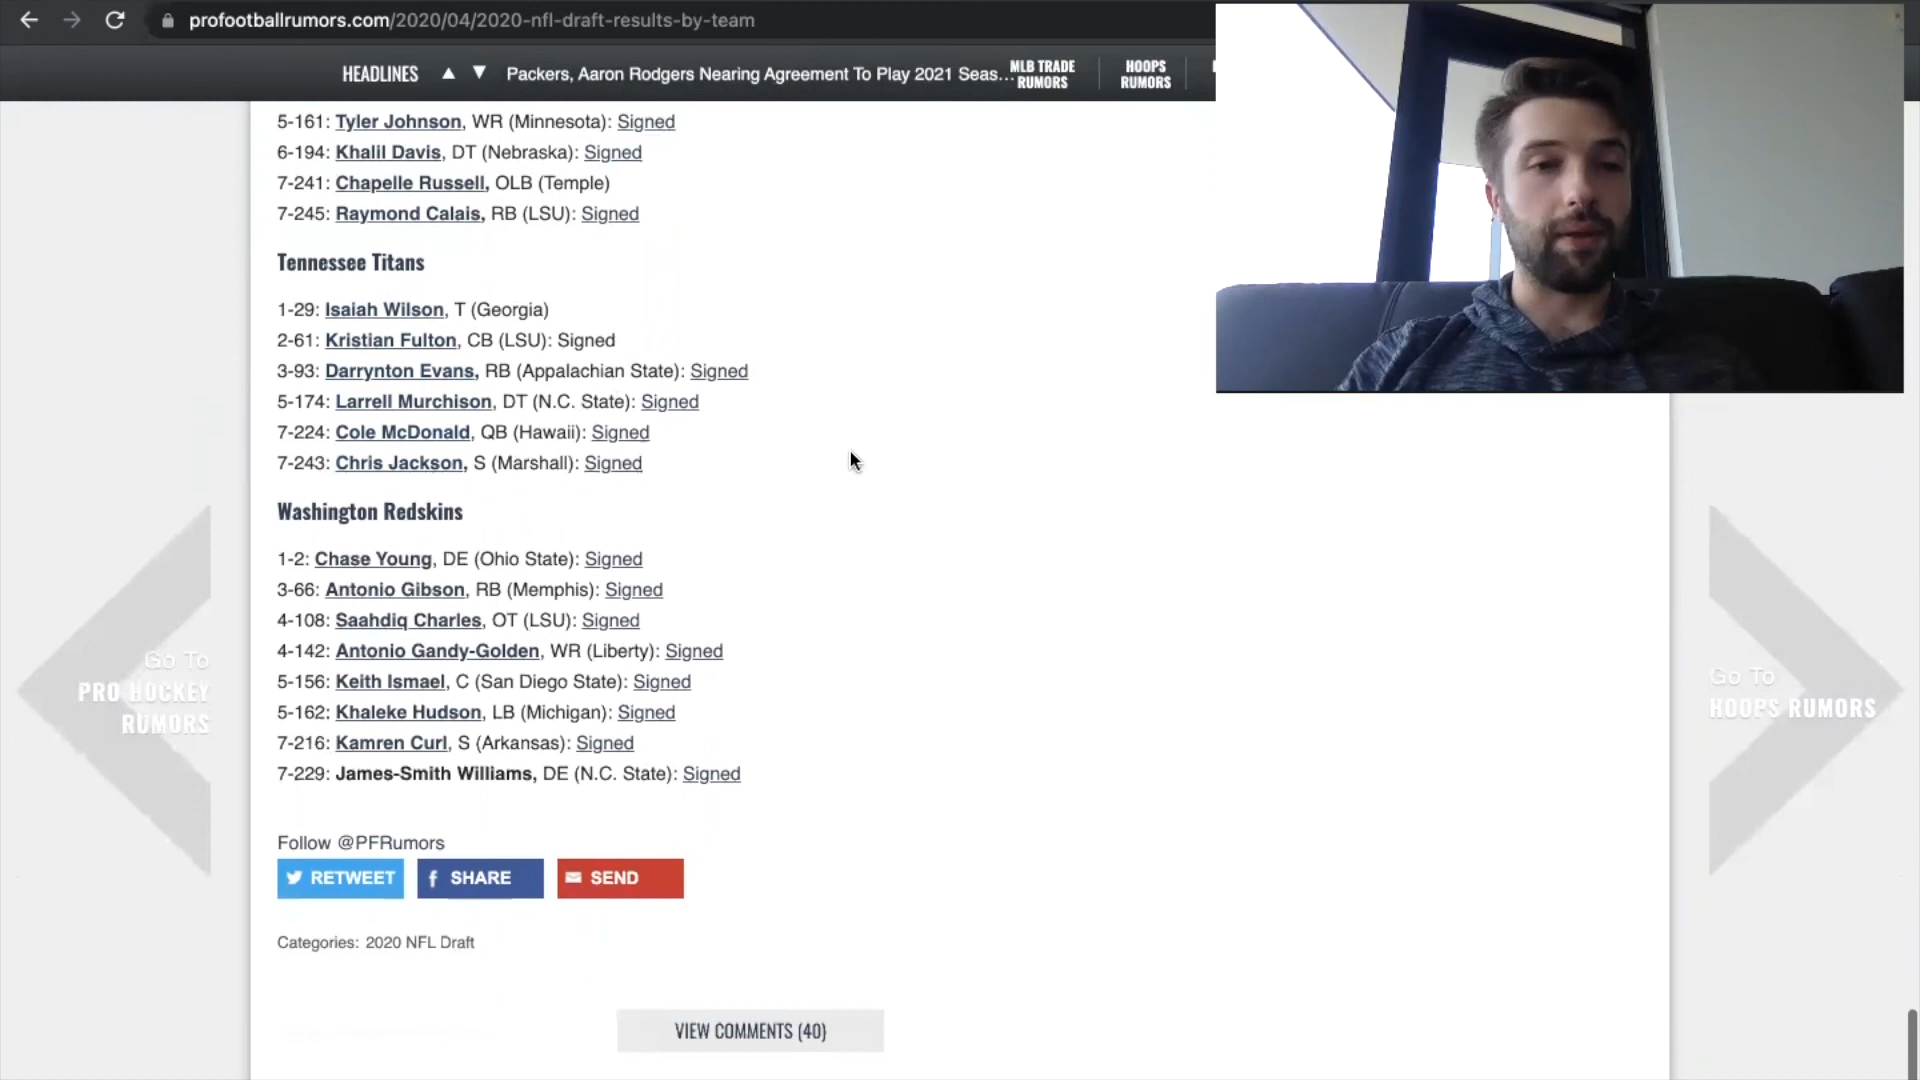 profootballrumors.com/2020/04/2020-nfl-draft-results-by-team
HEADLINES ▲ ▼ Packers, Aaron Rodgers Nearing Agreement To Play 2021 Seas... MLB TRADE RUMORS HOOPS RUMORS
5-161: Tyler Johnson, WR (Minnesota): Signed
6-194: Khalil Davis, DT (Nebraska): Signed
7-241: Chapelle Russell, OLB (Temple)
7-245: Raymond Calais, RB (LSU): Signed
Tennessee Titans
1-29: Isaiah Wilson, T (Georgia)
2-61: Kristian Fulton, CB (LSU): Signed
3-93: Darrynton Evans, RB (Appalachian State): Signed
5-174: Larrell Murchison, DT (N.C. State): Signed
7-224: Cole McDonald, QB (Hawaii): Signed
7-243: Chris Jackson, S (Marshall): Signed
Washington Redskins
1-2: Chase Young, DE (Ohio State): Signed
3-66: Antonio Gibson, RB (Memphis): Signed
4-108: Saahdiq Charles, OT (LSU): Signed
4-142: Antonio Gandy-Golden, WR (Liberty): Signed
5-156: Keith Ismael, C (San Diego State): Signed
5-162: Khaleke Hudson, LB (Michigan): Signed
7-216: Kamren Curl, S (Arkansas): Signed
7-229: James-Smith Williams, DE (N.C. State): Signed
Go To
PRO HOCKEY
RUMORS
Go To
HOOPS RUMORS
Follow @PFRumors
RETWEET SHARE SEND
Categories: 2020 NFL Draft
VIEW COMMENTS (40)